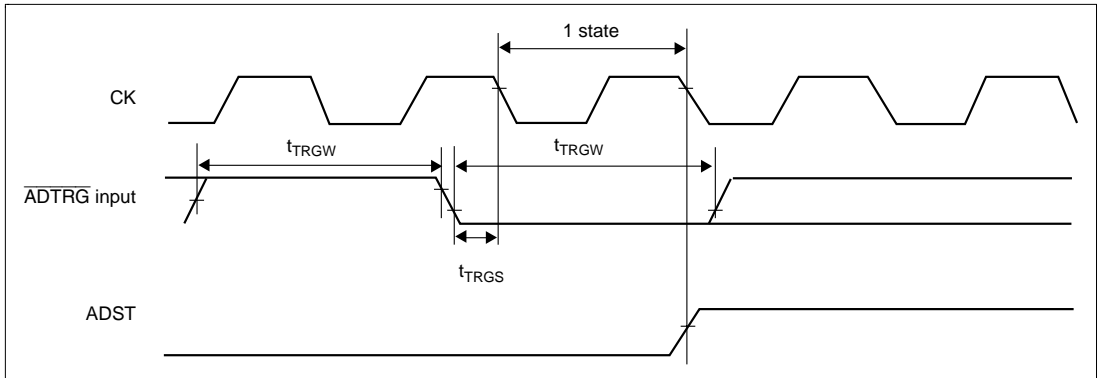 1 state
CK
tTRGW
tTRGW
ADTRG input
tTRGS
ADST